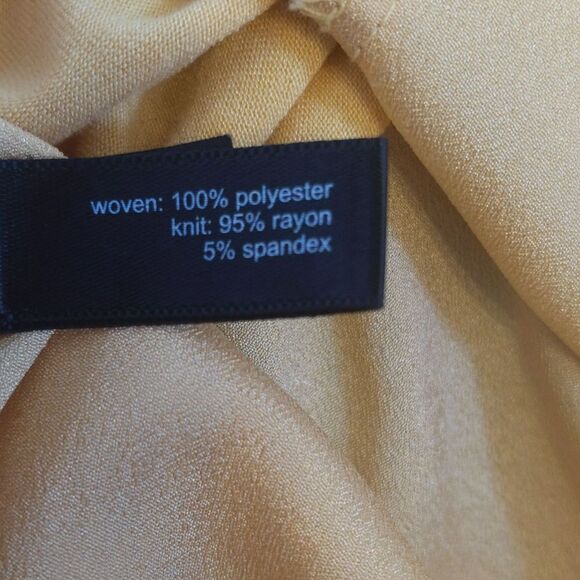 woven: 100% polyester
knit: 95% rayon
5% spandex